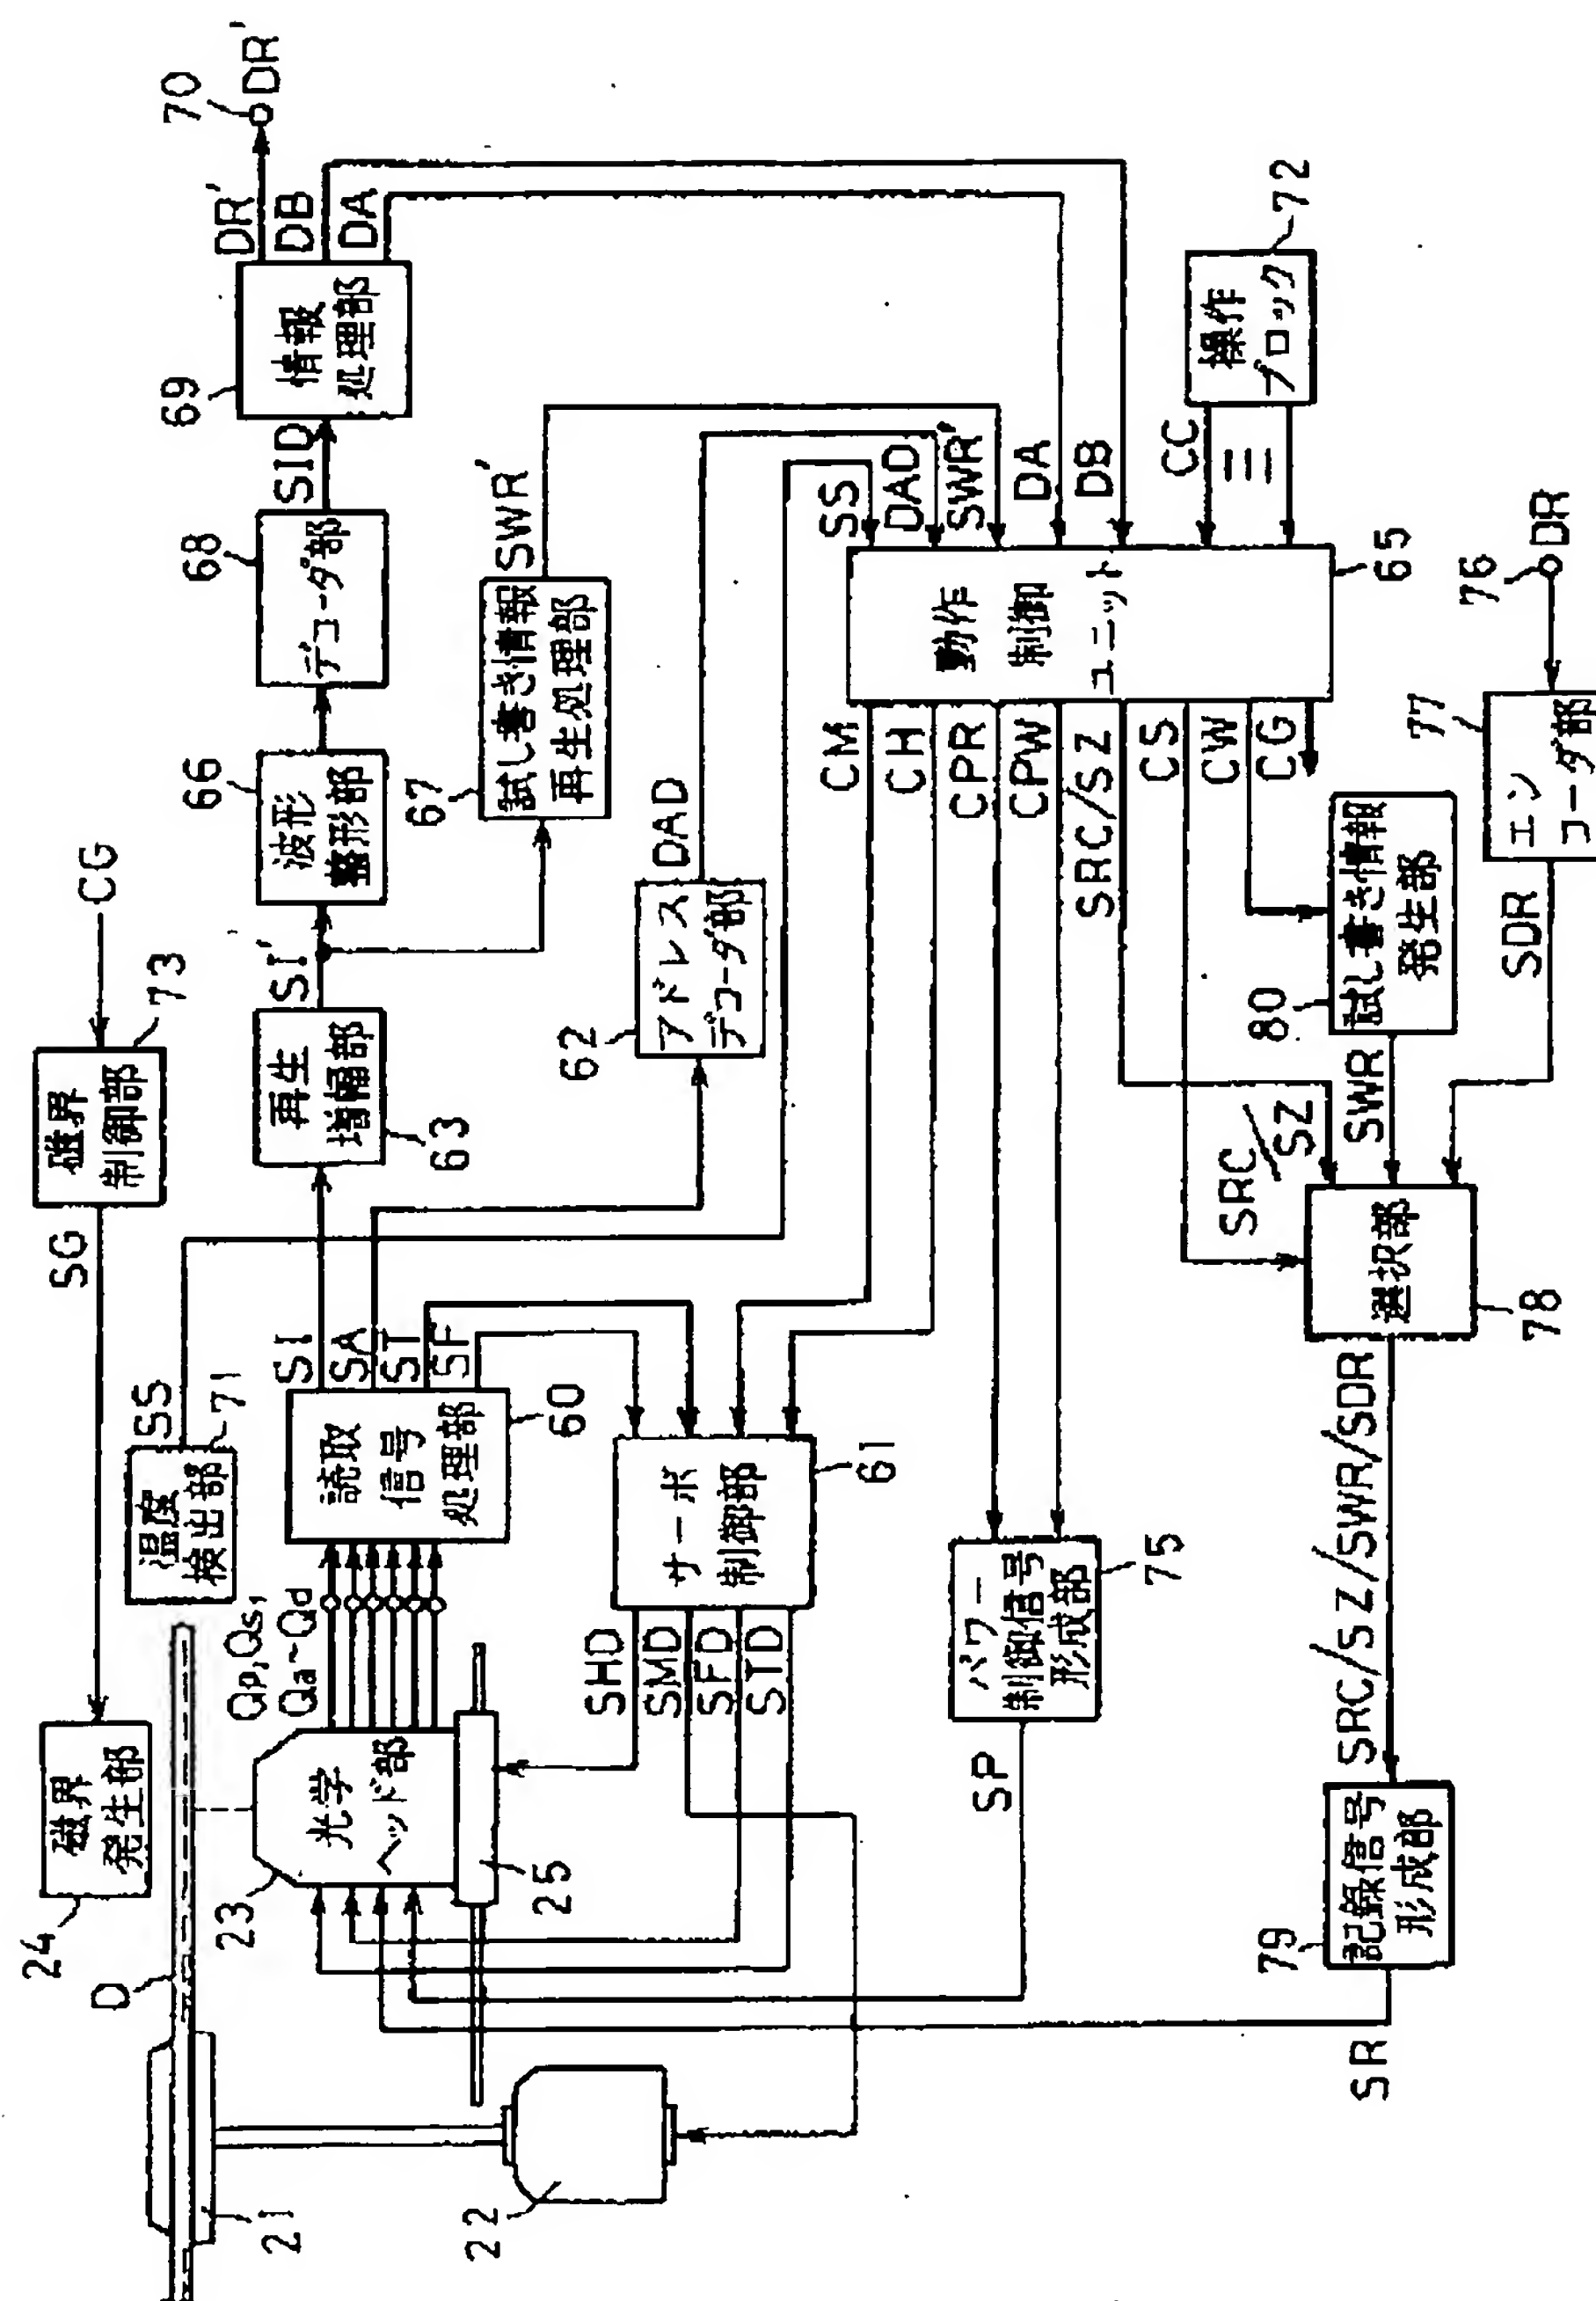 24
磁界
発生部
SG
磁界
制御部
73
CG
D
21
22
23
光学
ヘッド部
25
Qp,Qs,
Qa~Qd
温度
検出部
71
SS
読取
信号
処理部
60
SI
SA
ST
SF
再生
増幅部
63
SI'
波形
整形部
66
デコーダ部
68
SID
情報
処理部
69
DR'
DB
DA
70
DR'
試し書き情報
再生処理部
67
SWR'
アドレス
デコーダ部
62
DAD
サーボ
制御部
61
SHD
SMD
SFD
STD
SS
DAD
SWR'
DA
DB
CC
操作
ブロック
72
動作
制御
ユニット
65
CM
CH
CPR
CPW
SRC/SZ
CS
CW
CG
パワー
制御信号
形成部
75
SP
試し書き情報
発生部
80
SWR
SRC/SZ
76
DR
エン
コーダ部
77
SDR
選択部
78
SRC/SZ/SWR/SDR
記録信号
形成部
79
SR